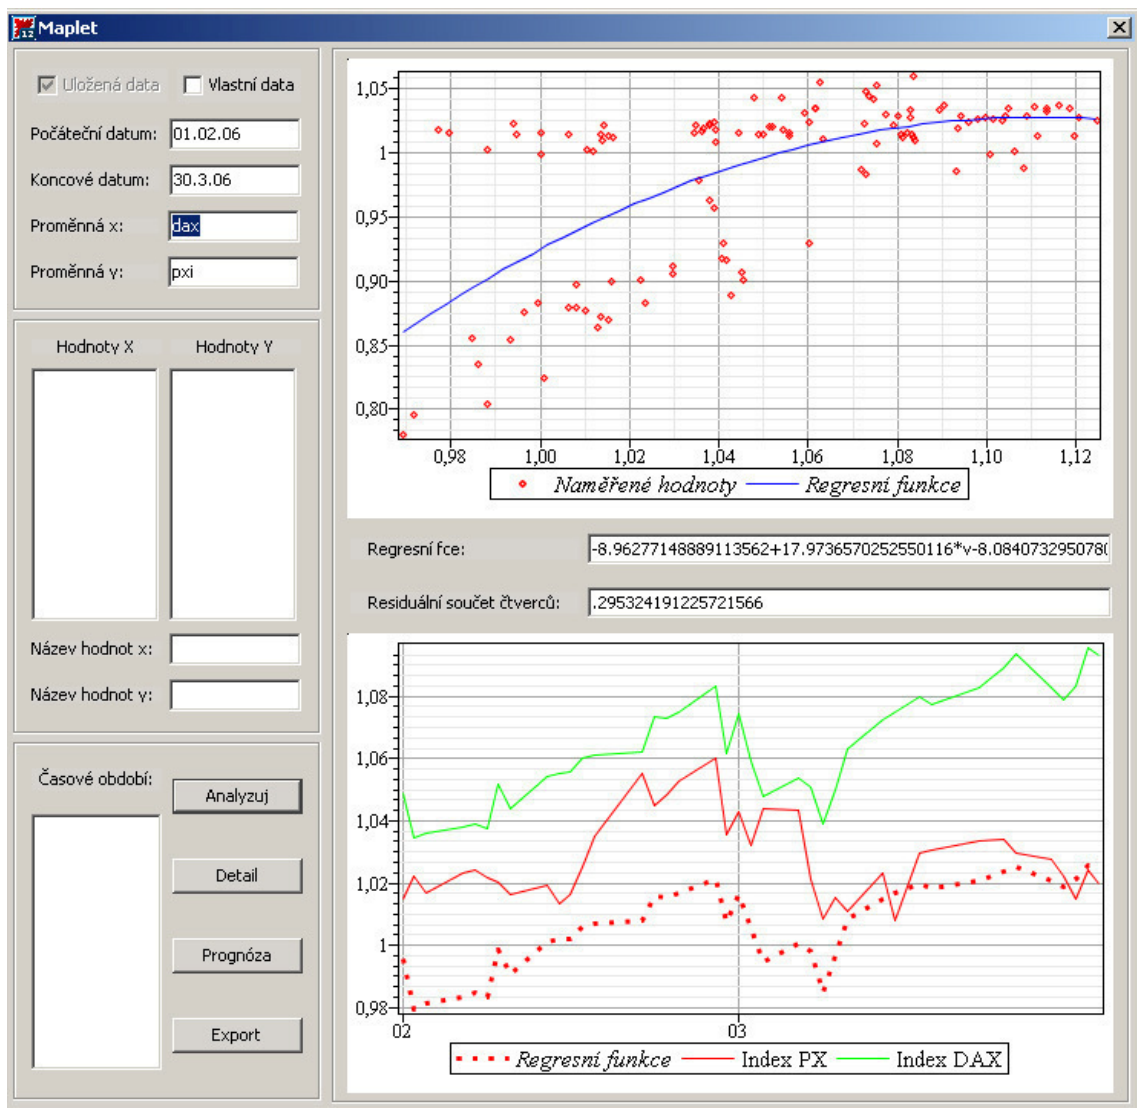 Maplet
Uložená data Vlastní data
Počáteční datum: 01.02.06
Koncové datum: 30.3.06
Proměnná x: dax
Proměnná y: pxi
Hodnoty X Hodnoty Y
Název hodnot x:
Název hodnot y:
Časové období:
Analyzuj
Detail
Prognóza
Export
1,05
1
0,95
0,90
0,85
0,80
0,98 1,00 1,02 1,04 1,06 1,08 1,10 1,12
Naměřené hodnoty Regresní funkce
Regresní fce: -8.96277148889113562+17.9736570252550116*v-8.0840732950780
Residuální součet čtverců: .295324191225721566
1,08
1,06
1,04
1,02
1
0,98
02 03
Regresní funkce Index PX Index DAX